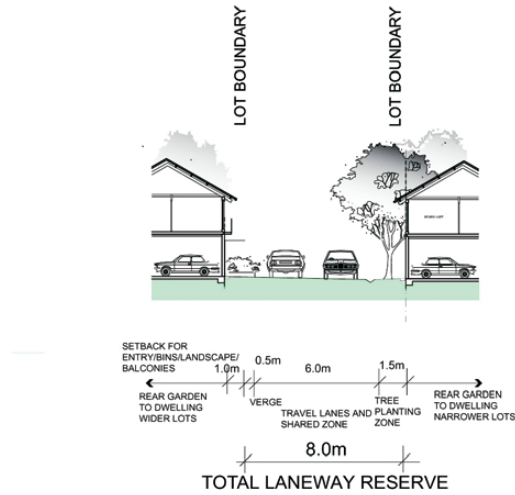 LOT BOUNDARY
LOT BOUNDARY
SETBACK FOR
ENTRY/BINS/LANDSCAPE/
BALCONIES
1.0m
0.5m
6.0m
1.5m
REAR GARDEN
TO DWELLING
WIDER LOTS
VERGE
TRAVEL LANES AND
SHARED ZONE
TREE
PLANTING
ZONE
REAR GARDEN
TO DWELLING
NARROWER LOTS
8.0m
TOTAL LANEWAY RESERVE